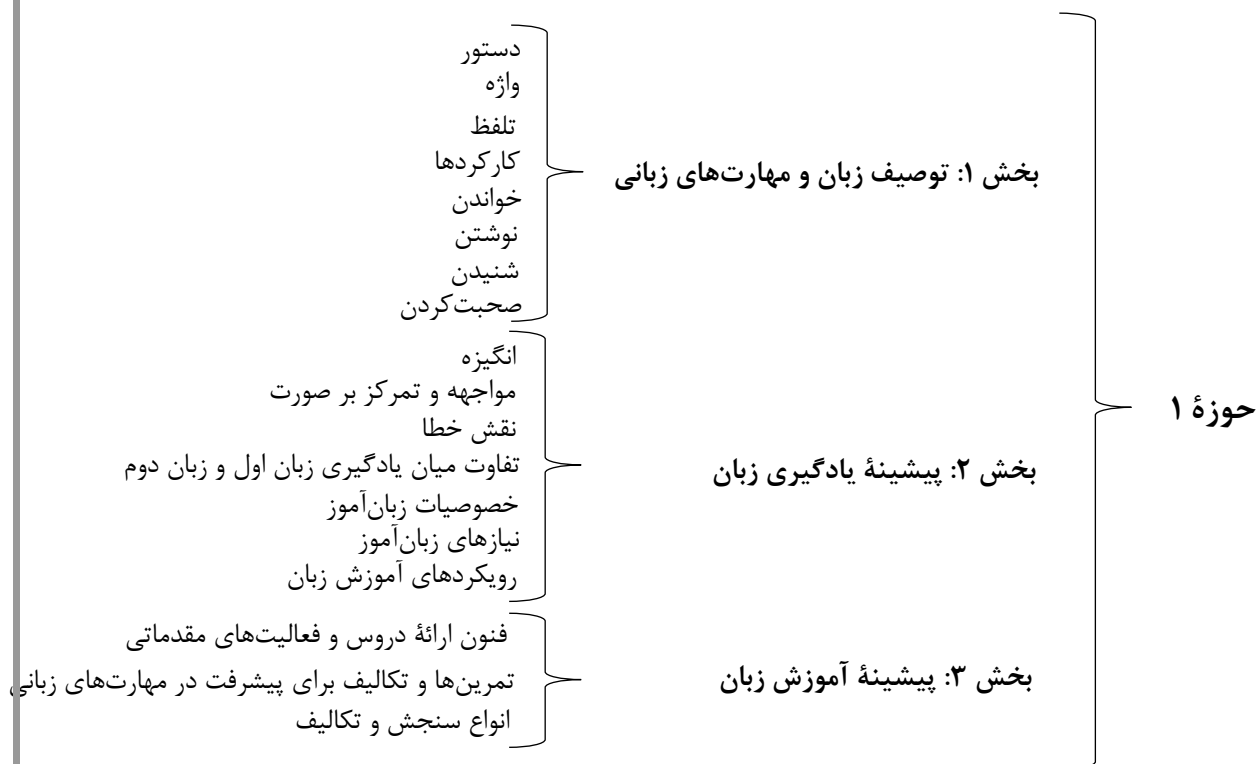 حوزهٔ ۱
بخش ۱: توصیف زبان و مهارت‌های زبانی
دستور
واژه
تلفظ
کارکردها
خواندن
نوشتن
شنیدن
صحبت‌کردن
بخش ۲: پیشینهٔ یادگیری زبان
انگیزه
مواجهه و تمرکز بر صورت
نقش خطا
تفاوت میان یادگیری زبان اول و زبان دوم
خصوصیات زبان‌آموز
نیازهای زبان‌آموز
رویکردهای آموزش زبان
بخش ۳: پیشینهٔ آموزش زبان
فنون ارائهٔ دروس و فعالیت‌های مقدماتی
تمرین‌ها و تکالیف برای پیشرفت در مهارت‌های زبانی
انواع سنجش و تکالیف